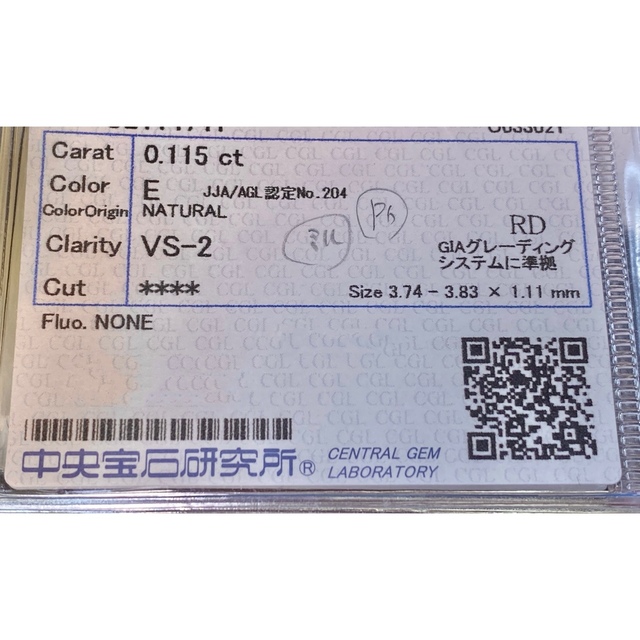 Carat 0.115 ct
Color E JJA/AGL認定No.204
ColorOrigin NATURAL
RD
Clarity VS-2
GIAグレーディング
システムに準拠
Cut ****
Size 3.74 - 3.83 × 1.11 mm
Fluo. NONE
中央宝石研究所® CENTRAL GEM
LABORATORY